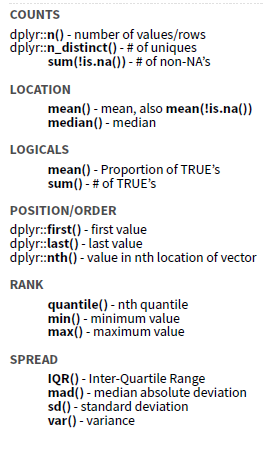 COUNTS
dplyr::n() - number of values/rows
dplyr::n_distinct() - # of uniques
sum(!is.na()) - # of non-NA’s
LOCATION
mean() - mean, also mean(!is.na())
median() - median
LOGICALS
mean() - Proportion of TRUE’s
sum() - # of TRUE’s
POSITION/ORDER
dplyr::first() - first value
dplyr::last() - last value
dplyr::nth() - value in nth location of vector
RANK
quantile() - nth quantile
min() - minimum value
max() - maximum value
SPREAD
IQR() - Inter-Quartile Range
mad() - median absolute deviation
sd() - standard deviation
var() - variance